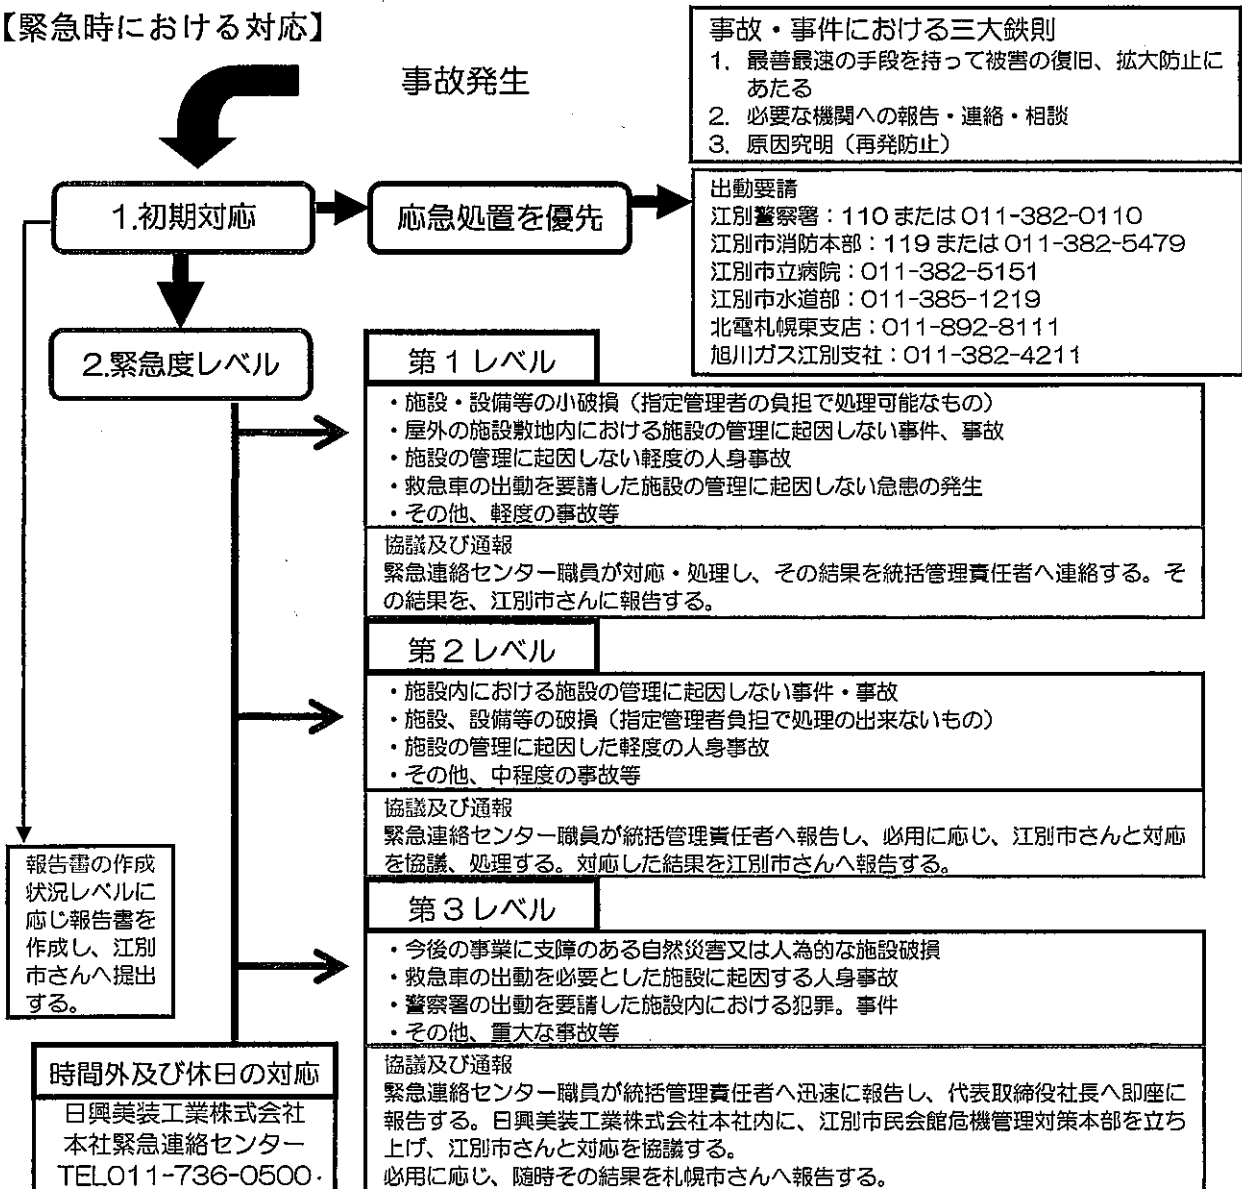 【緊急時における対応】
事故発生
事故・事件における三大鉄則
1. 最善最速の手段を持って被害の復旧、拡大防止に
あたる
2. 必要な機関への報告・連絡・相談
3. 原因究明（再発防止）
1.初期対応
応急処置を優先
出動要請
江別警察署：110 または 011-382-0110
江別市消防本部：119 または 011-382-5479
江別市立病院：011-382-5151
江別市水道部：011-385-1219
北電札幌東支店：011-892-8111
旭川ガス江別支社：011-382-4211
2.緊急度レベル
第１レベル
・施設・設備等の小破損（指定管理者の負担で処理可能なもの）
・屋外の施設敷地内における施設の管理に起因しない事件、事故
・施設の管理に起因しない軽度の人身事故
・救急車の出動を要請した施設の管理に起因しない急患の発生
・その他、軽度の事故等
協議及び通報
緊急連絡センター職員が対応・処理し、その結果を統括管理責任者へ連絡する。そ
の結果を、江別市さんに報告する。
第２レベル
・施設内における施設の管理に起因しない事件・事故
・施設、設備等の破損（指定管理者負担で処理の出来ないもの）
・施設の管理に起因した軽度の人身事故
・その他、中程度の事故等
協議及び通報
緊急連絡センター職員が統括管理責任者へ報告し、必用に応じ、江別市さんと対応
を協議、処理する。対応した結果を江別市さんへ報告する。
第３レベル
・今後の事業に支障のある自然災害又は人為的な施設破損
・救急車の出動を必要とした施設に起因する人身事故
・警察署の出動を要請した施設内における犯罪。事件
・その他、重大な事故等
協議及び通報
緊急連絡センター職員が統括管理責任者へ迅速に報告し、代表取締役社長へ即座に
報告する。日興美装工業株式会社本社内に、江別市民会館危機管理対策本部を立ち
上げ、江別市さんと対応を協議する。
必用に応じ、随時その結果を札幌市さんへ報告する。
報告書の作成
状況レベルに
応じ報告書を
作成し、江別
市さんへ提出
する。
時間外及び休日の対応
日興美装工業株式会社
本社緊急連絡センター
TEL011-736-0500